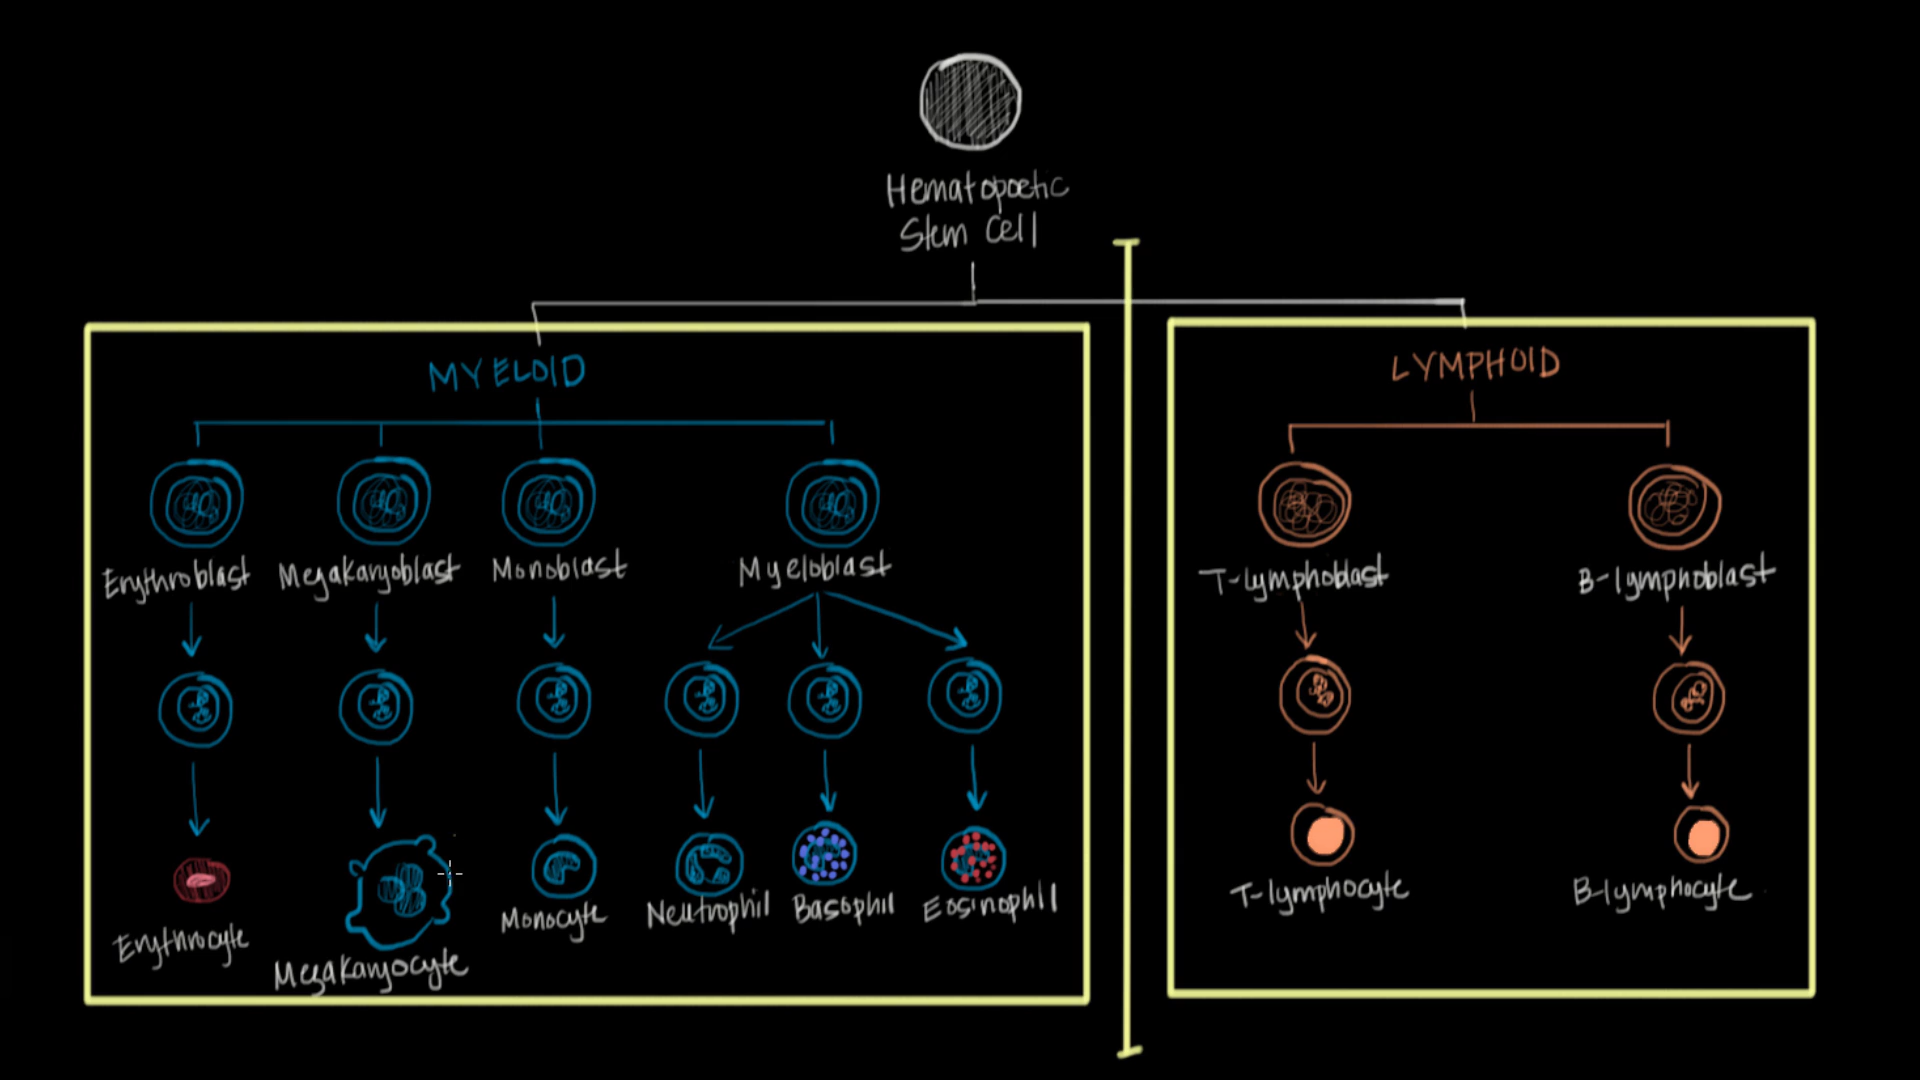 Hematopoetic
Stem Cell
MYELOID
LYMPHOID
Erythroblast
Megakaryoblast
Monoblast
Myeloblast
T-lymphoblast
B-lymphoblast
Erythrocyte
Megakaryocyte
Monocyte
Neutrophil
Basophil
Eosinophil
T-lymphocyte
B-lymphocyte